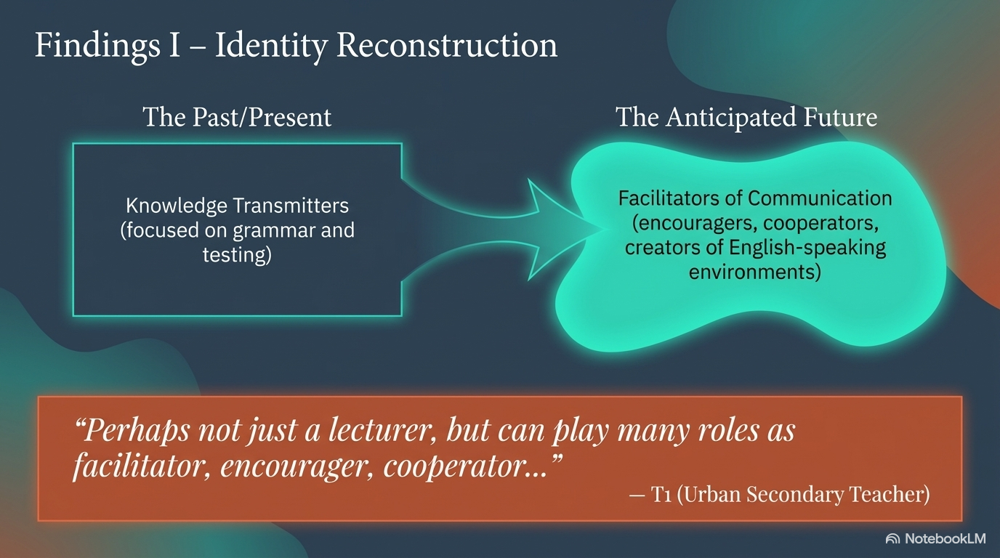 Findings I – Identity Reconstruction
The Past/Present
Knowledge Transmitters
(focused on grammar and
testing)
The Anticipated Future
Facilitators of Communication
(encouragers, cooperators,
creators of English-speaking
environments)
“Perhaps not just a lecturer, but can play many roles as
facilitator, encourager, cooperator...”
— T1 (Urban Secondary Teacher)
NotebookLM